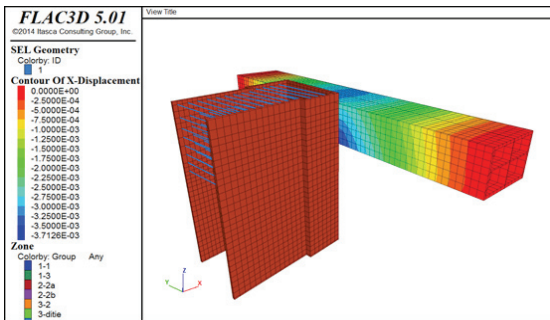 FLAC3D 5.01
©2014 Itasca Consulting Group, Inc.
SEL Geometry
Colorby: ID
1
Contour Of X-Displacement
0.0000E+00
-2.5000E-04
-5.0000E-04
-7.5000E-04
-1.0000E-03
-1.2500E-03
-1.5000E-03
-1.7500E-03
-2.0000E-03
-2.2500E-03
-2.5000E-03
-2.7500E-03
-3.0000E-03
-3.2500E-03
-3.5000E-03
-3.7126E-03
Zone
Colorby: Group Any
1-1
1-3
2-2a
2-2b
3-2
3-ditie
View Title
Z
Y
X